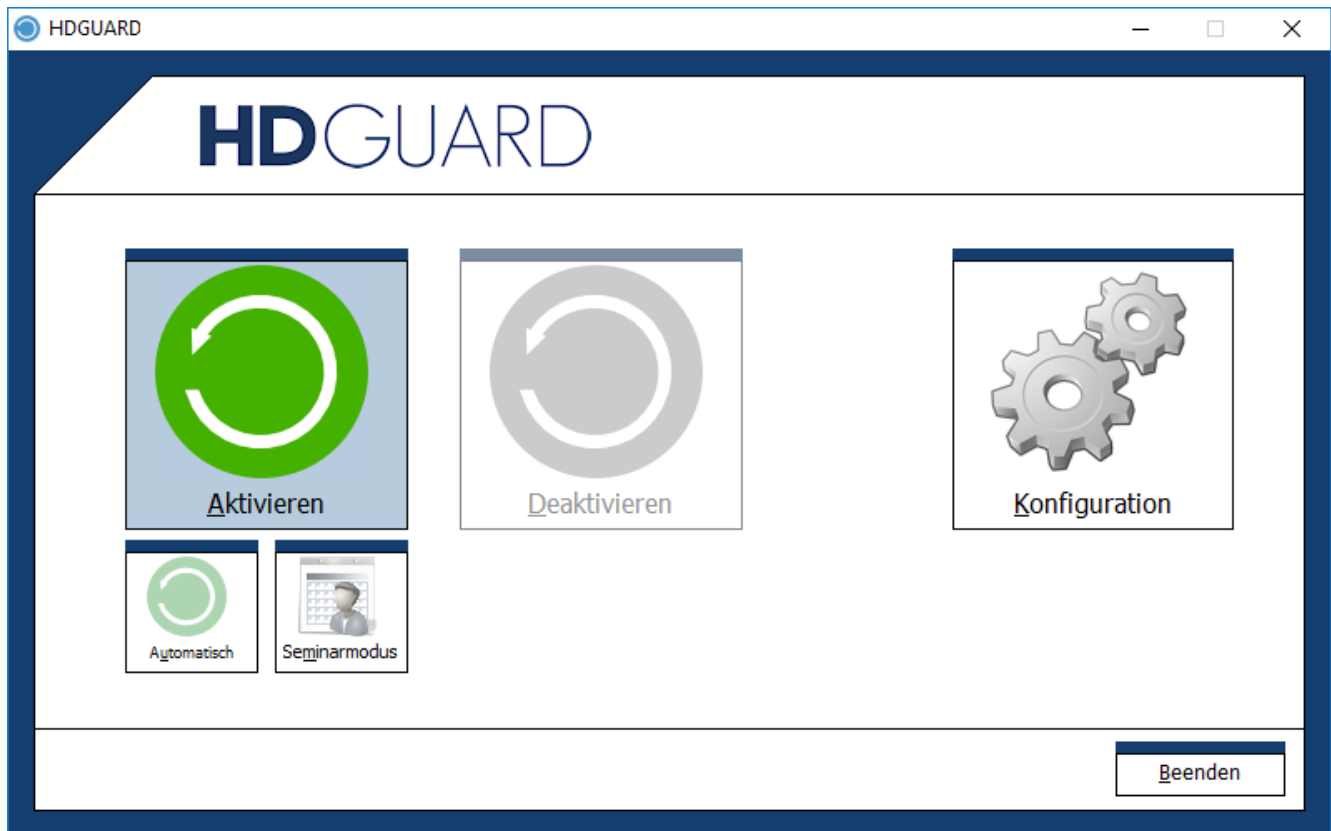 HDGUARD
HDGUARD
Aktivieren
Deaktivieren
Konfiguration
Automatisch
Seminarmodus
Beenden